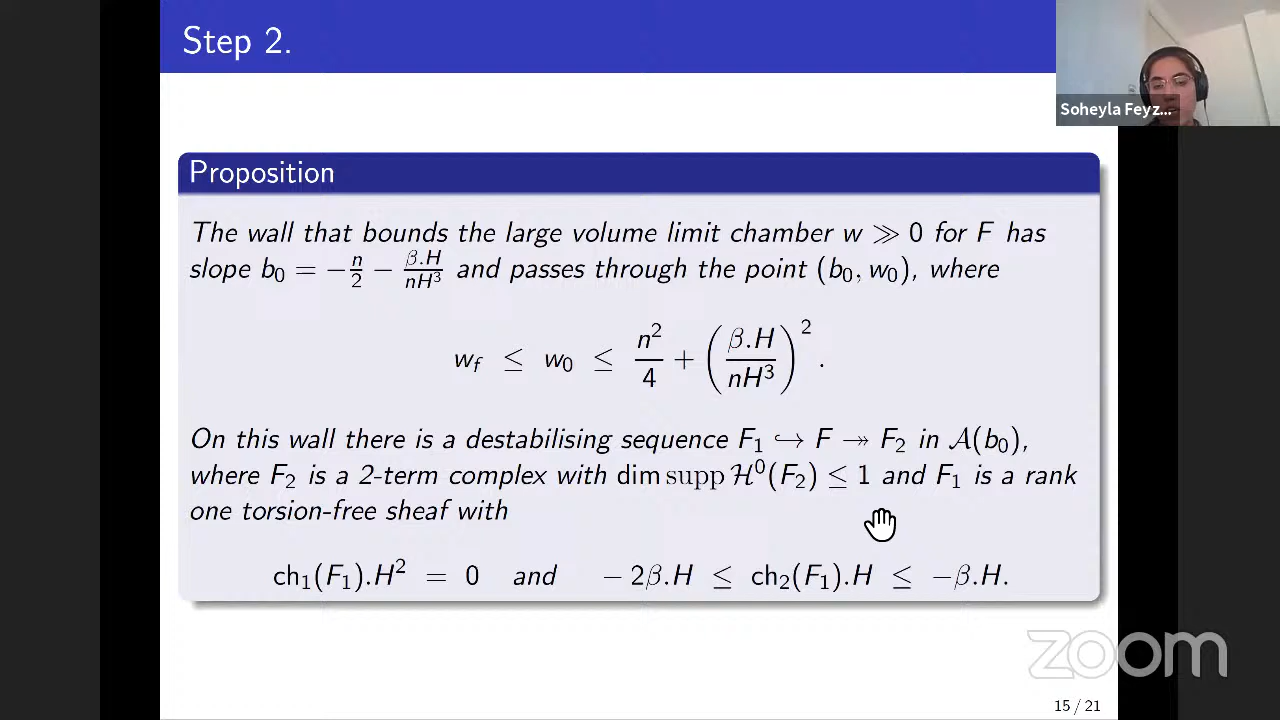 Step 2.
Soheyla Feyz...
Proposition
The wall that bounds the large volume limit chamber w ≫ 0 for F has
slope b₀ = −n/2 − β.H/nH³ and passes through the point (b₀, w₀), where
w_f ≤ w₀ ≤ n²/4 + (β.H/nH³)².
On this wall there is a destabilising sequence F₁ ↪ F ↠ F₂ in 𝒜(b₀),
where F₂ is a 2-term complex with dim supp ℋ⁰(F₂) ≤ 1 and F₁ is a rank
one torsion-free sheaf with
ch₁(F₁).H² = 0 and − 2β.H ≤ ch₂(F₁).H ≤ −β.H.
zoom
15 / 21